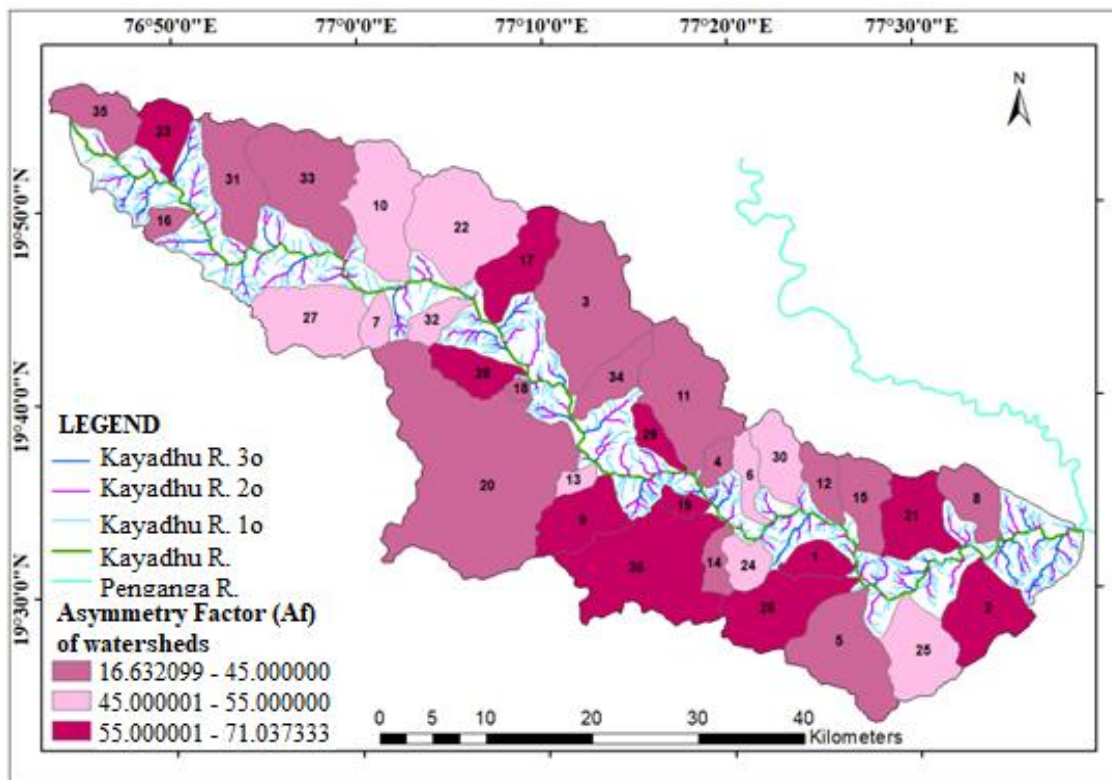 76°50'0"E
77°0'0"E
77°10'0"E
77°20'0"E
77°30'0"E
N
19°50'0"N
19°40'0"N
19°30'0"N
35
23
31
33
10
22
17
3
16
27
7
32
18
34
11
29
20
13
9
19
4
6
30
12
15
21
8
14
24
1
5
25
2
LEGEND
Kayadhu R. 3o
Kayadhu R. 2o
Kayadhu R. 1o
Kayadhu R.
Penganga R.
Asymmetry Factor (Af)
of watersheds
16.632099 - 45.000000
45.000001 - 55.000000
55.000001 - 71.037333
0 5 10 20 30 40
Kilometers